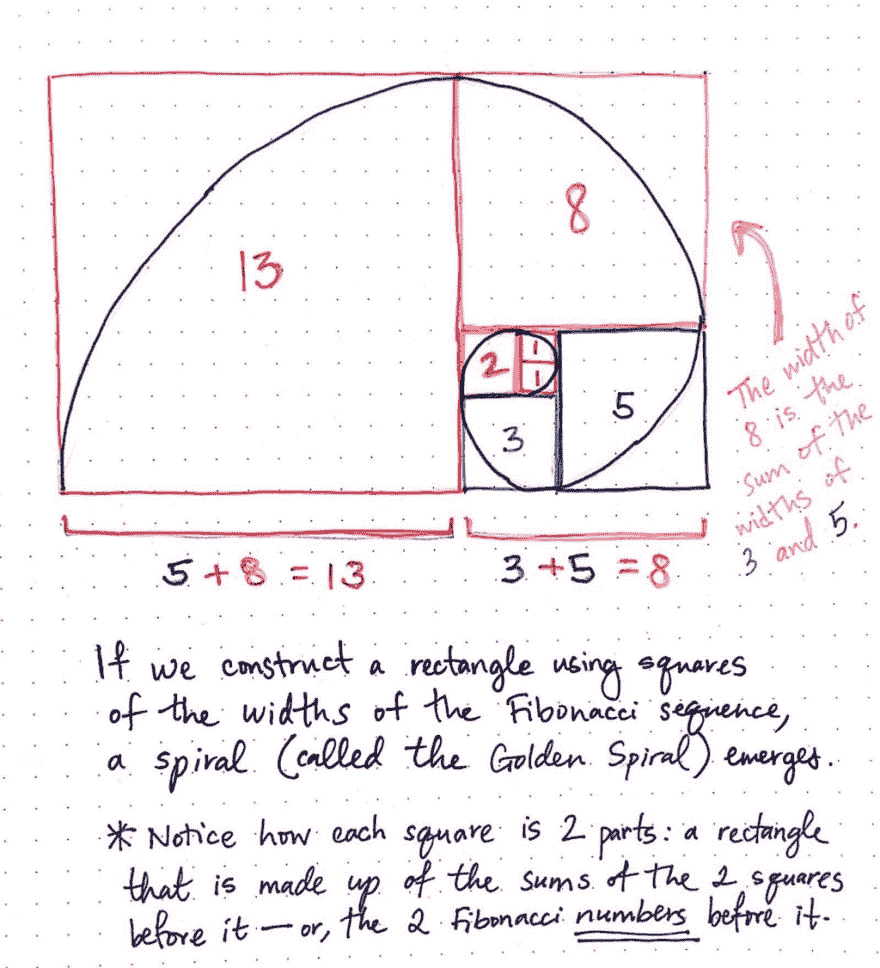 13
8
2
1
1
5
3
The width of
8 is the
sum of the
widths of
3 and 5.
5 + 8 = 13
3 + 5 = 8
If we construct a rectangle using squares
of the widths of the Fibonacci sequence,
a spiral (called the Golden Spiral) emerges.
* Notice how each square is 2 parts: a rectangle
that is made up of the sums of the 2 squares
before it — or, the 2 Fibonacci numbers before it.